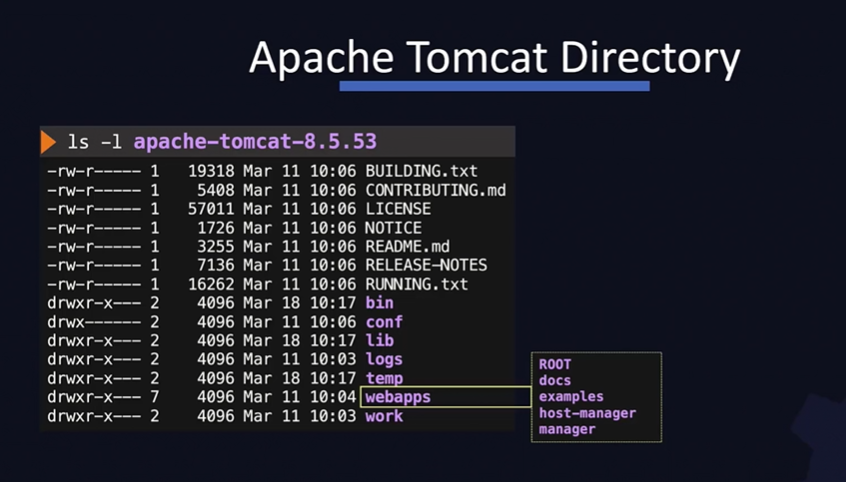 Apache Tomcat Directory
ls -l apache-tomcat-8.5.53
-rw-r----- 1 19318 Mar 11 10:06 BUILDING.txt
-rw-r----- 1 5408 Mar 11 10:06 CONTRIBUTING.md
-rw-r----- 1 57011 Mar 11 10:06 LICENSE
-rw-r----- 1 1726 Mar 11 10:06 NOTICE
-rw-r----- 1 3255 Mar 11 10:06 README.md
-rw-r----- 1 7136 Mar 11 10:06 RELEASE-NOTES
-rw-r----- 1 16262 Mar 11 10:06 RUNNING.txt
drwxr-x--- 2 4096 Mar 18 10:17 bin
drwx------ 2 4096 Mar 11 10:06 conf
drwxr-x--- 2 4096 Mar 18 10:17 lib
drwxr-x--- 2 4096 Mar 11 10:03 logs
drwxr-x--- 2 4096 Mar 18 10:17 temp
drwxr-x--- 7 4096 Mar 11 10:04 webapps
drwxr-x--- 2 4096 Mar 11 10:03 work
ROOT
docs
examples
host-manager
manager